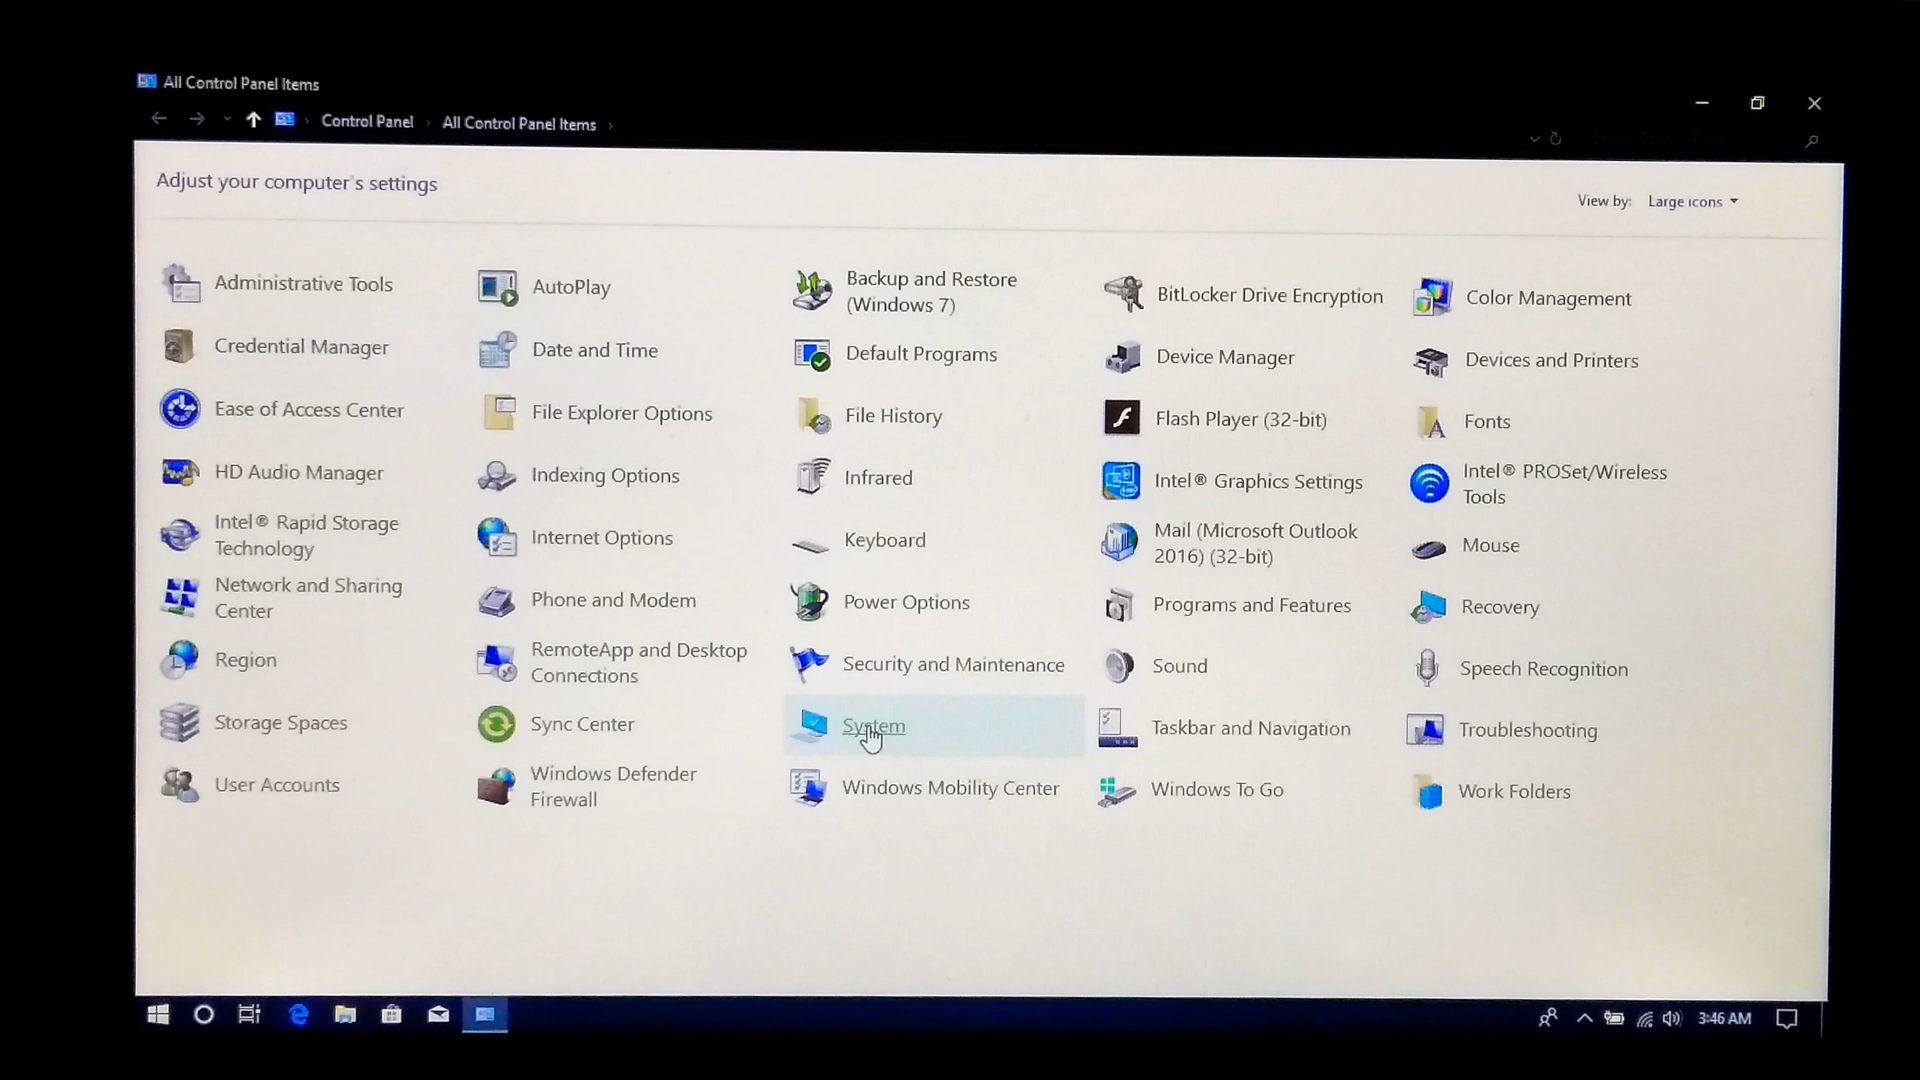 All Control Panel Items
Control Panel
All Control Panel Items
Adjust your computer's settings
View by: Large icons
Administrative Tools
AutoPlay
Backup and Restore
(Windows 7)
BitLocker Drive Encryption
Color Management
Credential Manager
Date and Time
Default Programs
Device Manager
Devices and Printers
Ease of Access Center
File Explorer Options
File History
Flash Player (32-bit)
Fonts
HD Audio Manager
Indexing Options
Infrared
Intel® Graphics Settings
Intel® PROSet/Wireless
Tools
Intel® Rapid Storage
Technology
Internet Options
Keyboard
Mail (Microsoft Outlook
2016) (32-bit)
Mouse
Network and Sharing
Center
Phone and Modem
Power Options
Programs and Features
Recovery
Region
RemoteApp and Desktop
Connections
Security and Maintenance
Sound
Speech Recognition
Storage Spaces
Sync Center
System
Taskbar and Navigation
Troubleshooting
User Accounts
Windows Defender
Firewall
Windows Mobility Center
Windows To Go
Work Folders
3:46 AM